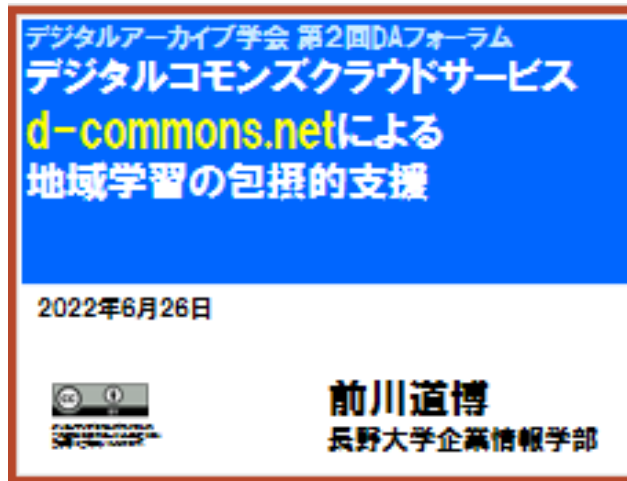 デジタルアーカイブ学会 第2回DAフォーラム
デジタルコモンズクラウドサービス
d-commons.netによる
地域学習の包摂的支援
2022年6月26日
前川道博
長野大学企業情報学部